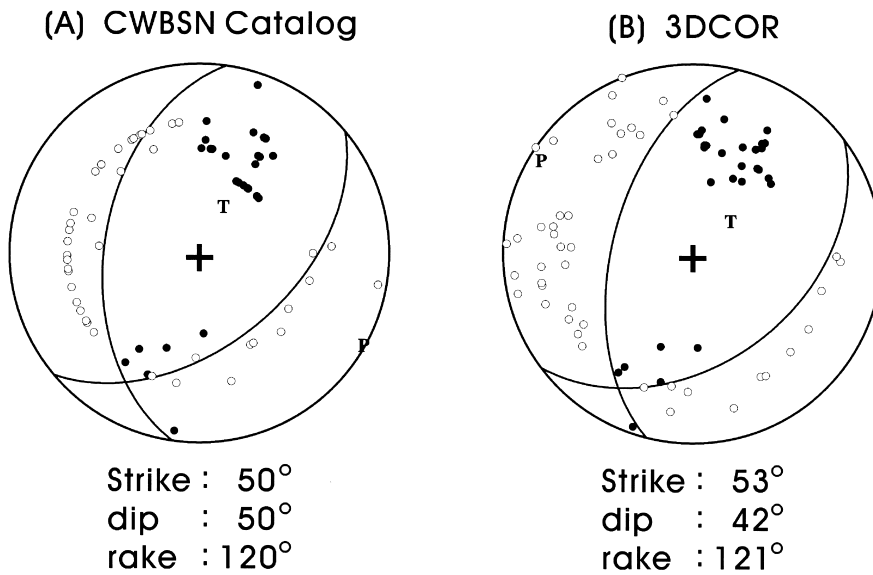 (A) CWBSN Catalog
(B) 3DCOR
P
T
T
P
Strike : 50°
dip : 50°
rake : 120°
Strike : 53°
dip : 42°
rake : 121°